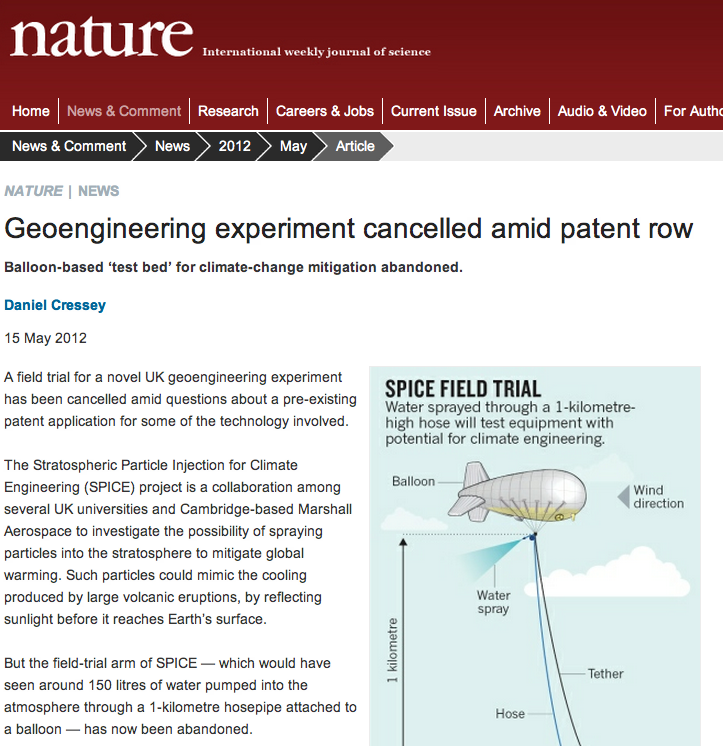 nature International weekly journal of science
Home News & Comment Research Careers & Jobs Current Issue Archive Audio & Video For Autho
News & Comment News 2012 May Article
NATURE | NEWS
Geoengineering experiment cancelled amid patent row
Balloon-based ‘test bed’ for climate-change mitigation abandoned.
Daniel Cressey
15 May 2012
A field trial for a novel UK geoengineering experiment
has been cancelled amid questions about a pre-existing
patent application for some of the technology involved.
The Stratospheric Particle Injection for Climate
Engineering (SPICE) project is a collaboration among
several UK universities and Cambridge-based Marshall
Aerospace to investigate the possibility of spraying
particles into the stratosphere to mitigate global
warming. Such particles could mimic the cooling
produced by large volcanic eruptions, by reflecting
sunlight before it reaches Earth’s surface.
But the field-trial arm of SPICE — which would have
seen around 150 litres of water pumped into the
atmosphere through a 1-kilometre hosepipe attached to
a balloon — has now been abandoned.
SPICE FIELD TRIAL
Water sprayed through a 1-kilometre-
high hose will test equipment with
potential for climate engineering.
Balloon
Wind
direction
Water
spray
1 kilometre
Tether
Hose